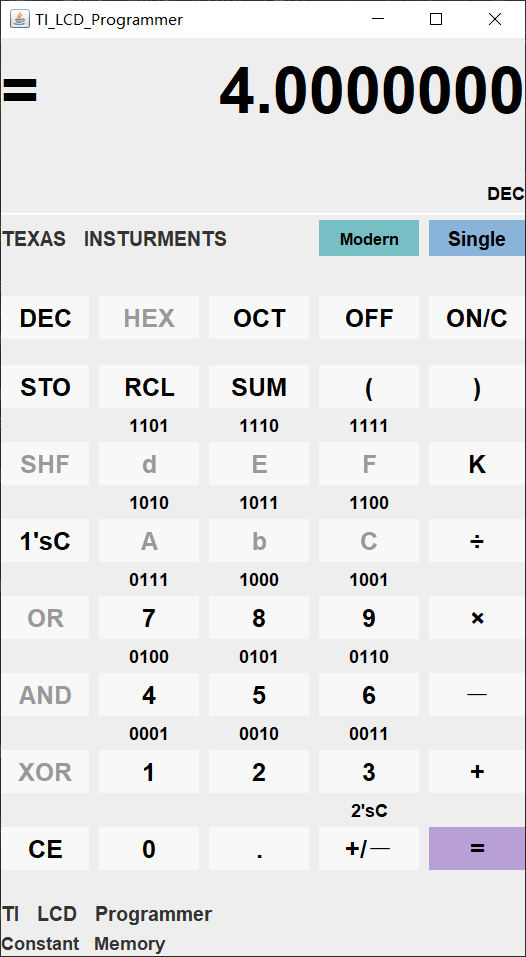 TI_LCD_Programmer
= 4.0000000
DEC
TEXAS INSTURMENTS Modern Single
DEC HEX OCT OFF ON/C
STO RCL SUM ( )
1101 1110 1111
SHF d E F K
1010 1011 1100
1'sC A b C ÷
0111 1000 1001
OR 7 8 9 ×
0100 0101 0110
AND 4 5 6 —
0001 0010 0011
XOR 1 2 3 +
2'sC
CE 0 . +/— =
TI LCD Programmer
Constant Memory